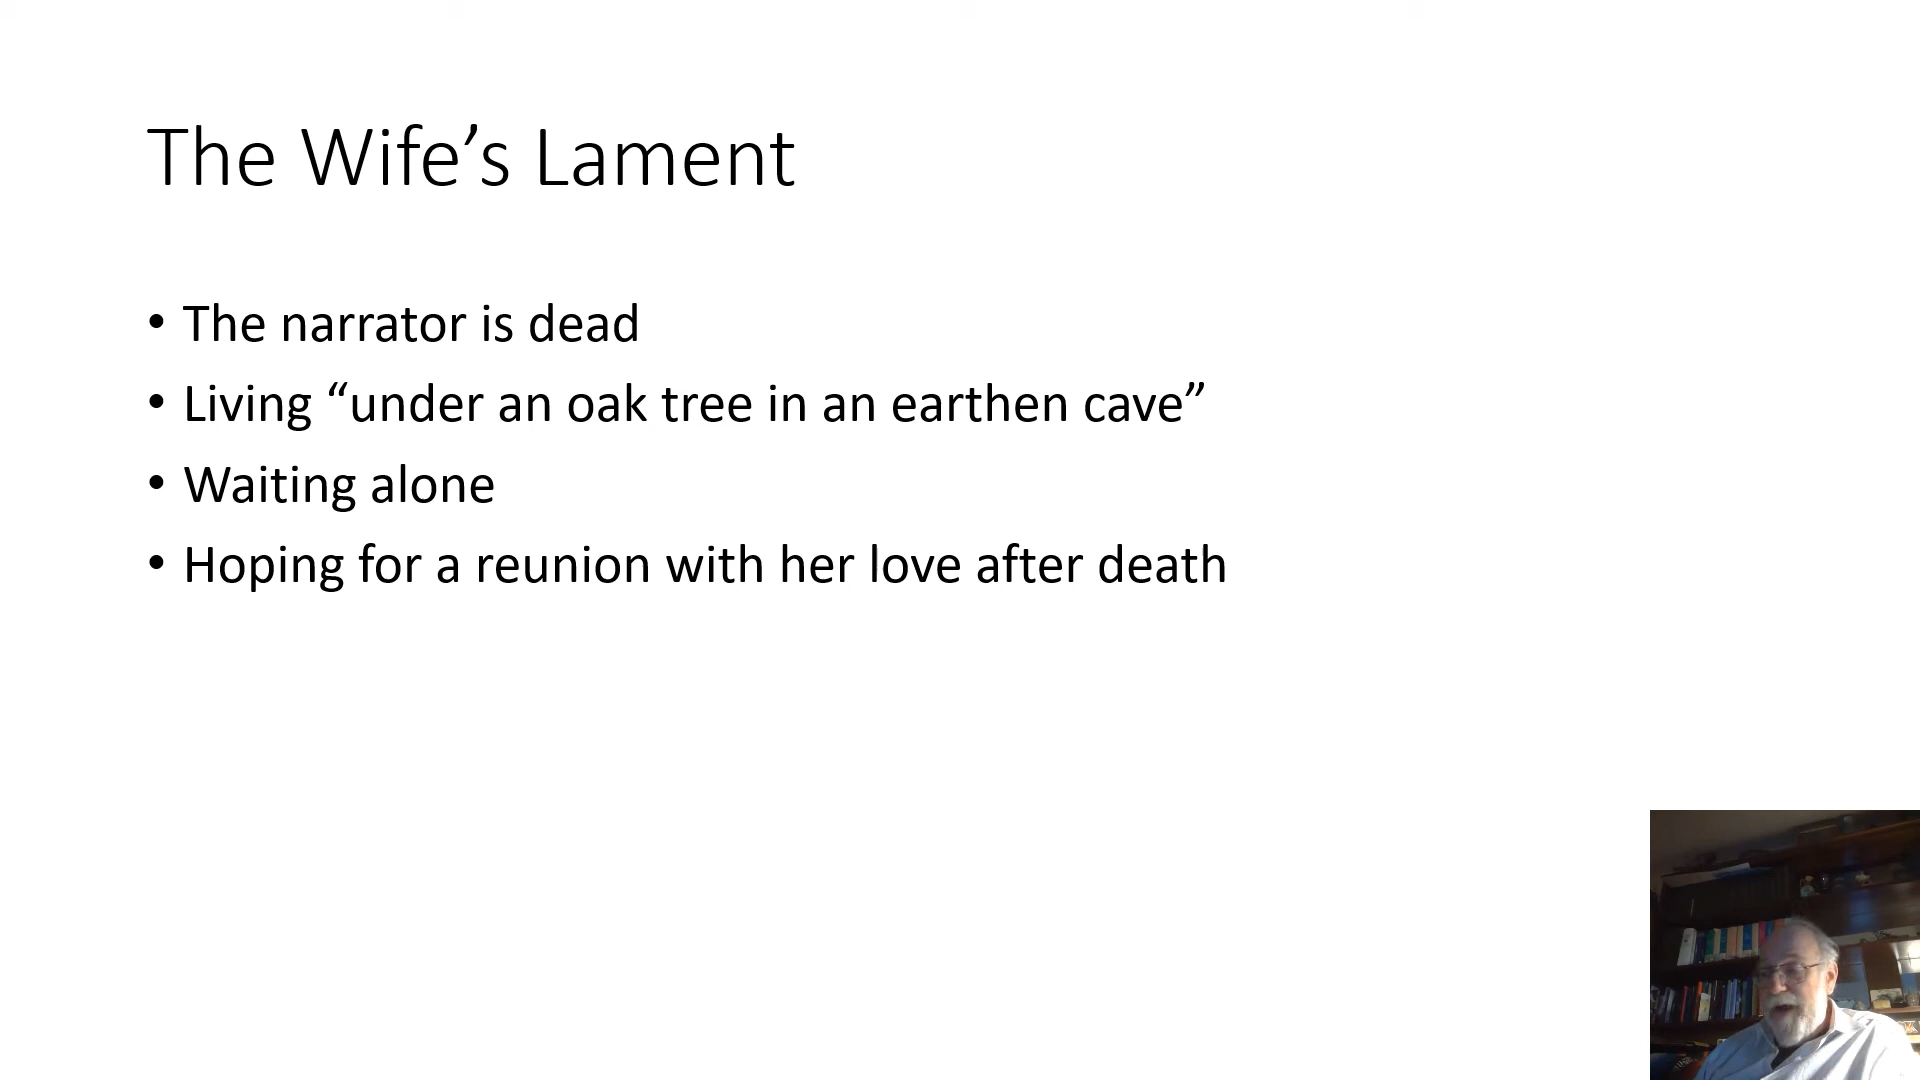 The Wife’s Lament
• The narrator is dead
• Living “under an oak tree in an earthen cave”
• Waiting alone
• Hoping for a reunion with her love after death